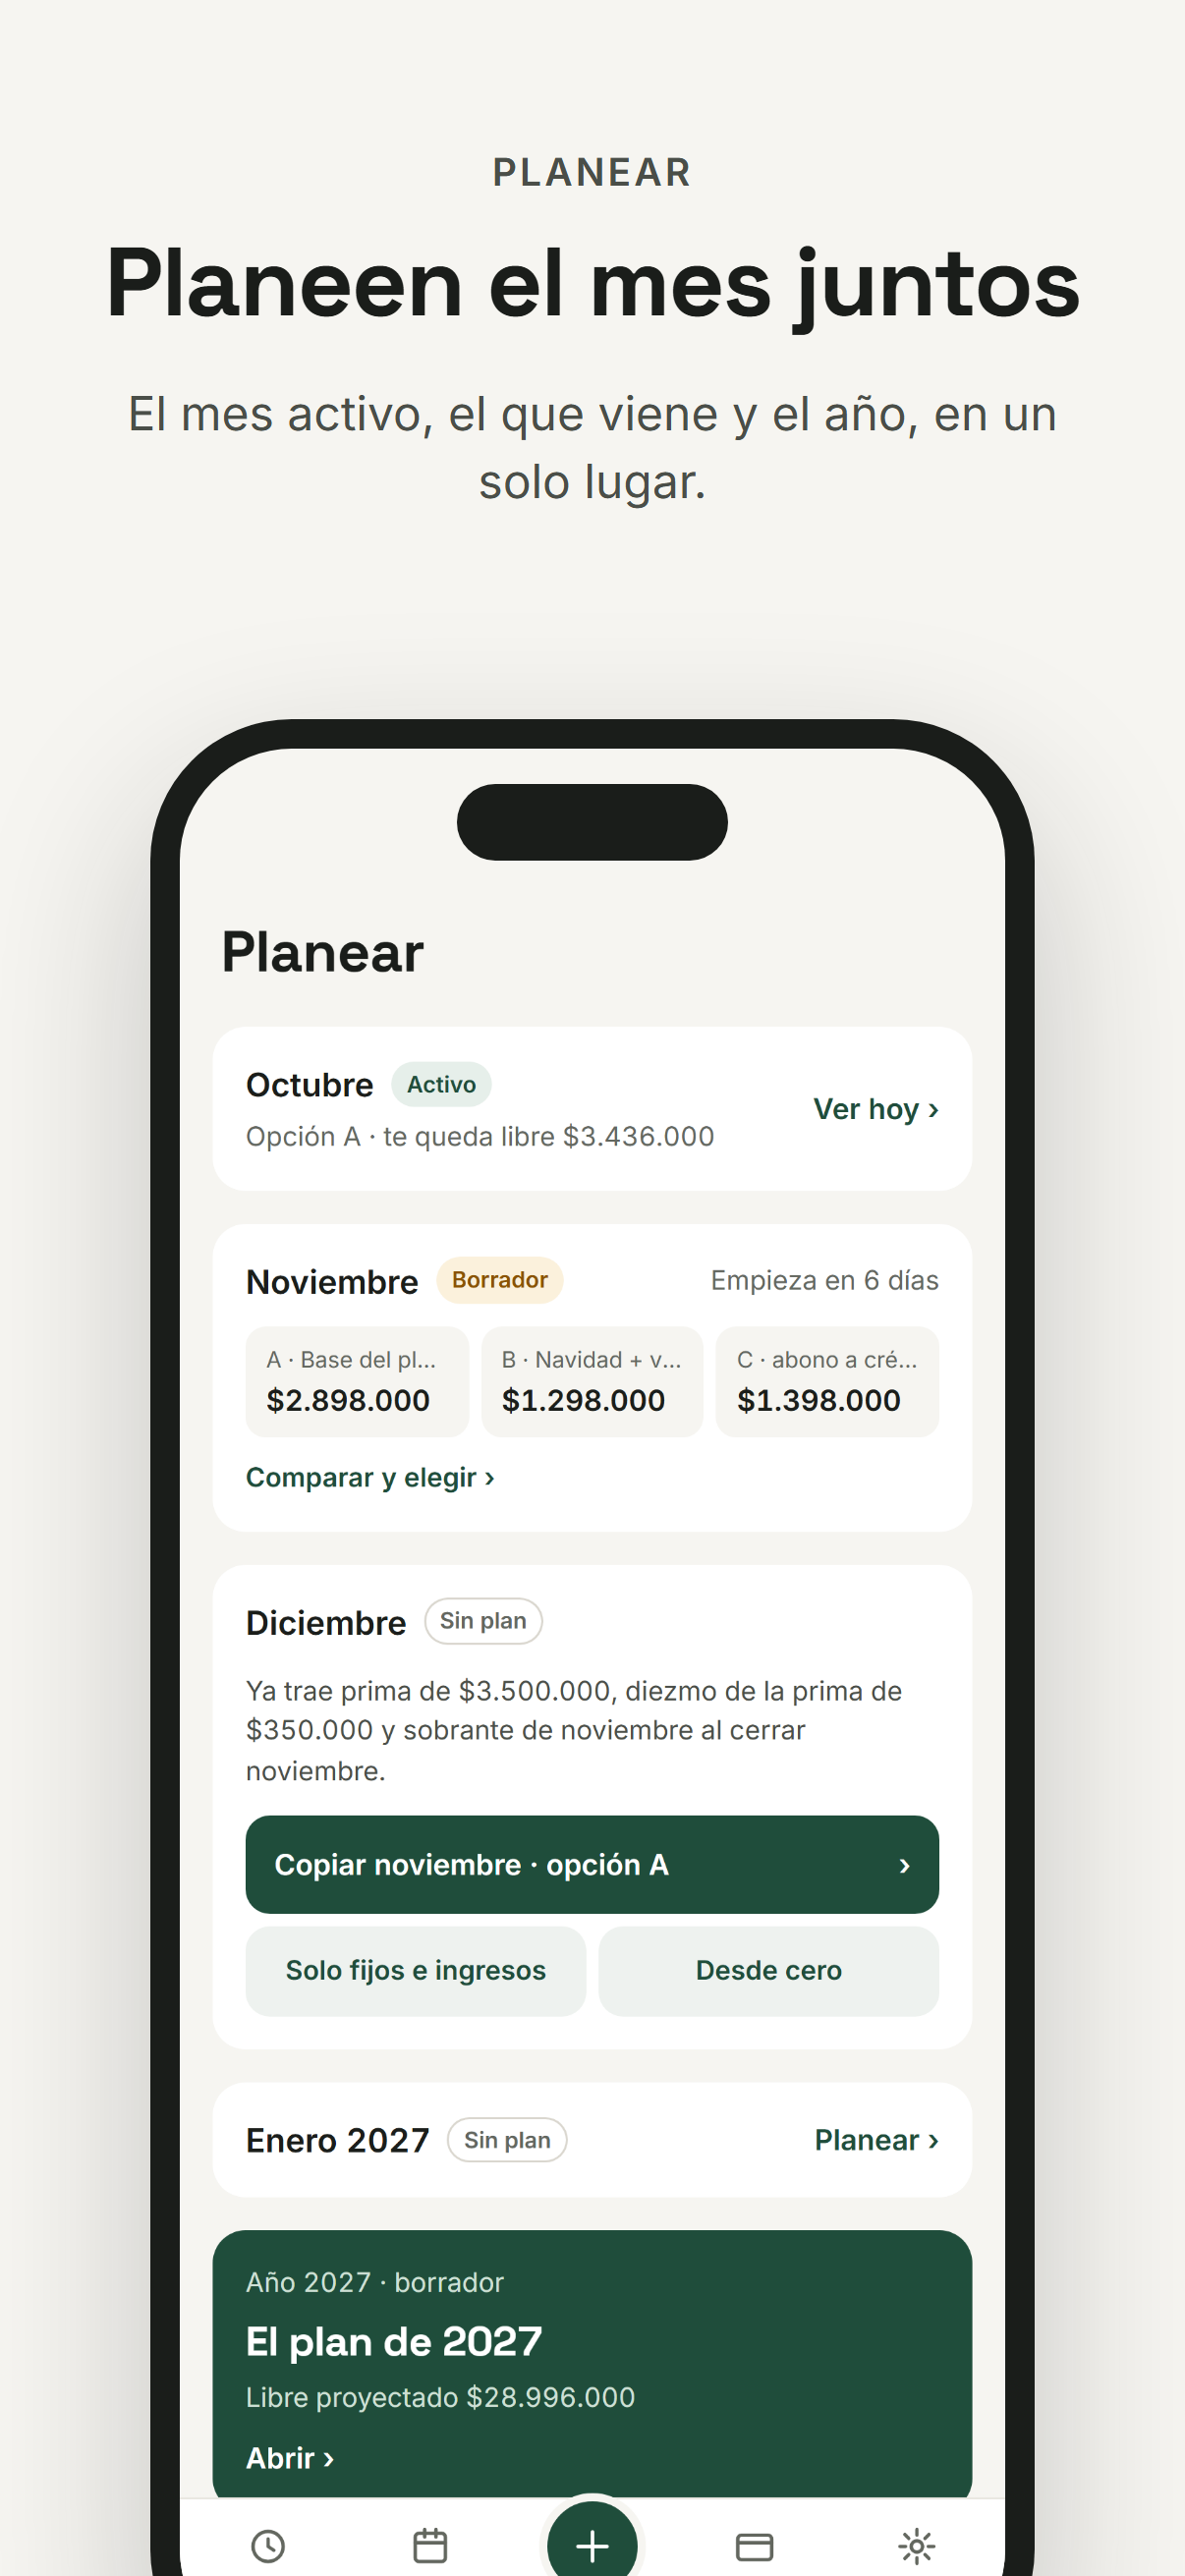 PLANEAR
Planeen el mes juntos
El mes activo, el que viene y el año, en un
solo lugar.
Planear
Octubre Activo
Ver hoy ›
Opción A · te queda libre $3.436.000
Noviembre Borrador Empieza en 6 días
A · Base del pl... B · Navidad + v... C · abono a cré...
$2.898.000 $1.298.000 $1.398.000
Comparar y elegir ›
Diciembre Sin plan
Ya trae prima de $3.500.000, diezmo de la prima de
$350.000 y sobrante de noviembre al cerrar
noviembre.
Copiar noviembre · opción A ›
Solo fijos e ingresos Desde cero
Enero 2027 Sin plan Planear ›
Año 2027 · borrador
El plan de 2027
Libre proyectado $28.996.000
Abrir ›